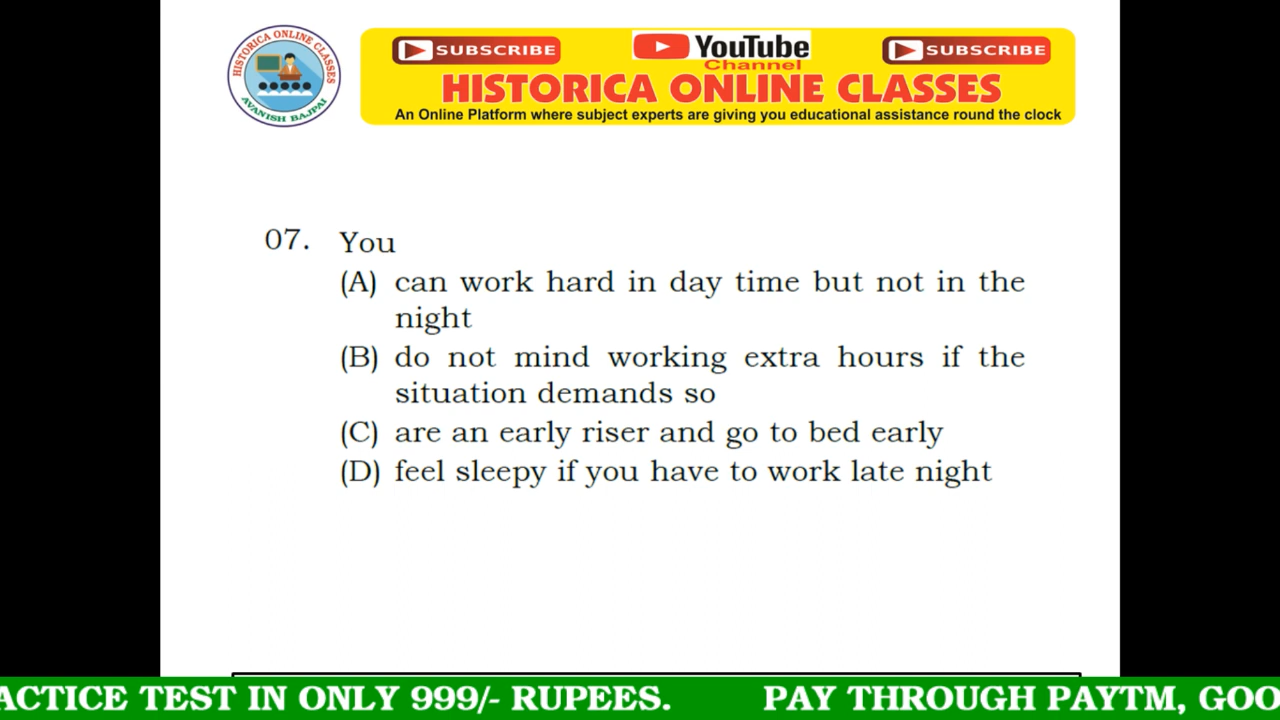 HISTORICA ONLINE CLASSES
AVANISH BAJPAI
SUBSCRIBE
YouTube
SUBSCRIBE
Channel
HISTORICA ONLINE CLASSES
An Online Platform where subject experts are giving you educational assistance round the clock
07. You
(A) can work hard in day time but not in the
night
(B) do not mind working extra hours if the
situation demands so
(C) are an early riser and go to bed early
(D) feel sleepy if you have to work late night
ACTICE TEST IN ONLY 999/- RUPEES. PAY THROUGH PAYTM, GOO